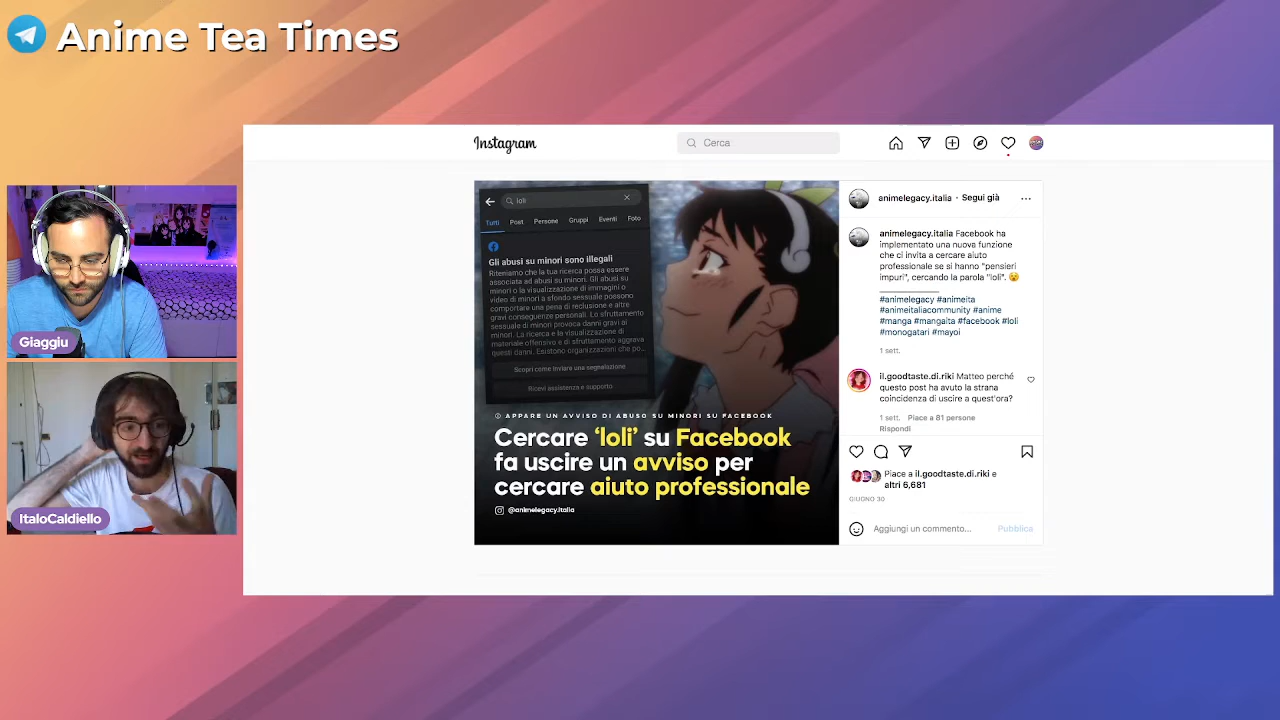 Anime Tea Times
Giaggiu
ItaloCaldiello
Instagram
Cerca
loli
Tutti Post Persone Gruppi Eventi Foto
Gli abusi su minori sono illegali
Riteniamo che la tua ricerca possa essere
associata ad abusi su minori. Gli abusi su
minori o la visualizzazione di immagini o
video di minori a sfondo sessuale possono
comportare una pena di reclusione e altre
gravi conseguenze personali. Lo sfruttamento
sessuale di minori provoca danni gravi ai
minori. La ricerca e la visualizzazione di
materiale offensivo e di sfruttamento aggrava
questi danni. Esistono organizzazioni che po...
Scopri come inviare una segnalazione
Ricevi assistenza e supporto
APPARE UN AVVISO DI ABUSO SU MINORI SU FACEBOOK
Cercare ‘loli’ su Facebook
fa uscire un avviso per
cercare aiuto professionale
@animelegacy.italia
animelegacy.italia · Segui già
animelegacy.italia Facebook ha
implementato una nuova funzione
che ci invita a cercare aiuto
professionale se si hanno "pensieri
impuri", cercando la parola "loli". 😧
#animelegacy #animeita
#animeitaliacommunity #anime
#manga #mangaita #facebook #loli
#monogatari #mayoi
1 sett.
il.goodtaste.di.riki Matteo perché
questo post ha avuto la strana
coincidenza di uscire a quest'ora?
1 sett. Piace a 81 persone
Rispondi
Piace a il.goodtaste.di.riki e
altri 6,681
GIUGNO 30
Aggiungi un commento... Pubblica